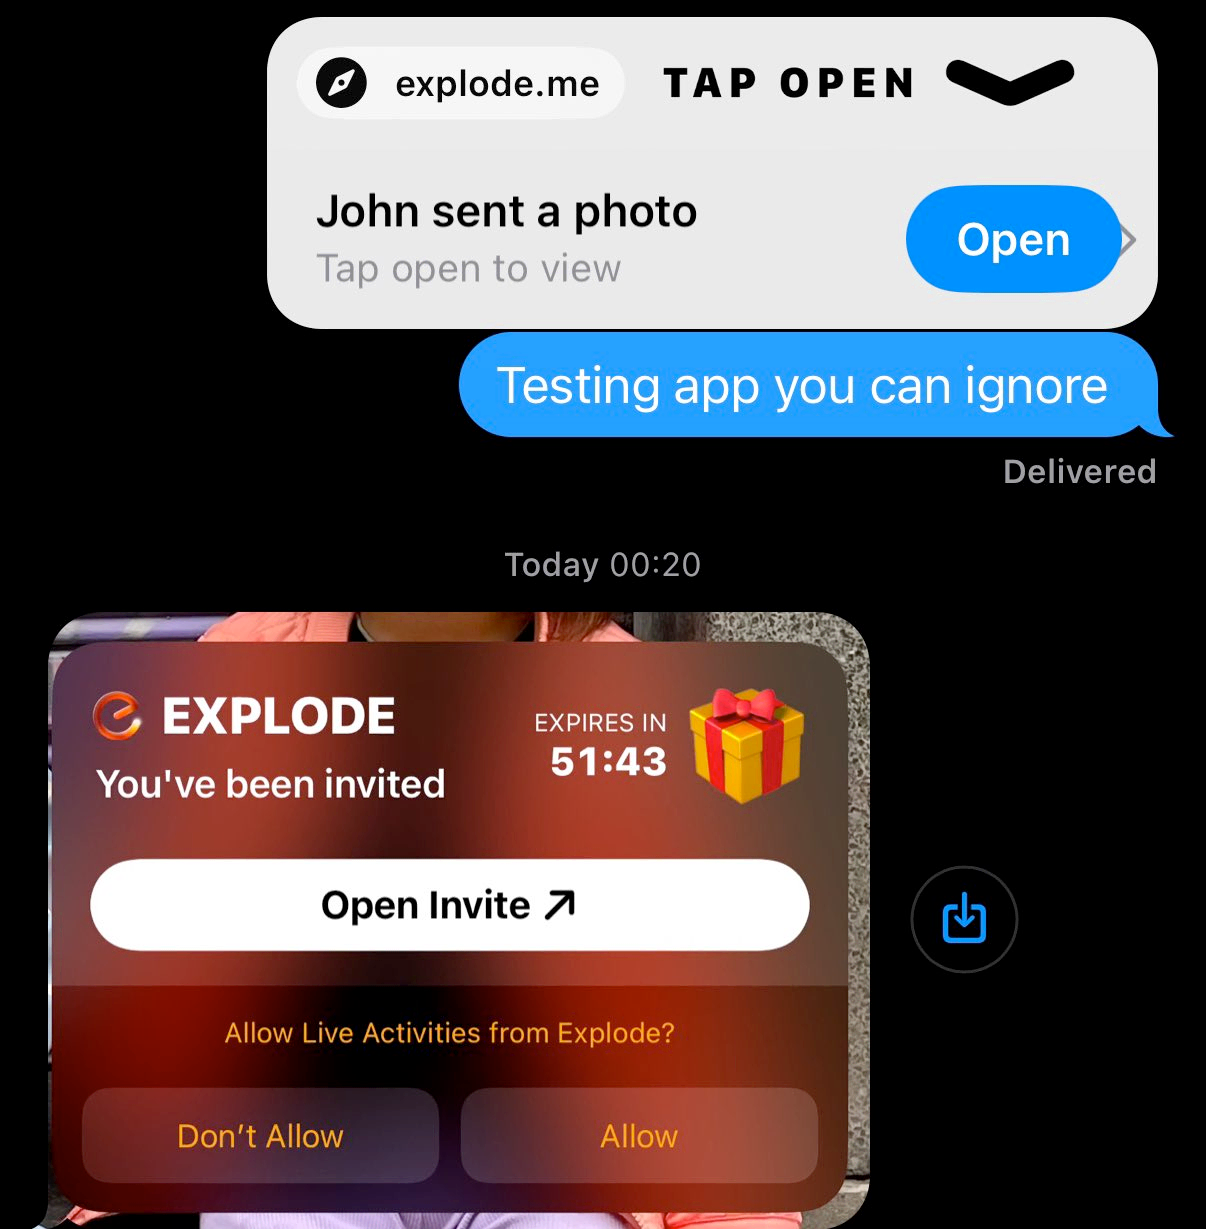 explode.me TAP OPEN
John sent a photo
Tap open to view
Open
Testing app you can ignore
Delivered
Today 00:20
EXPLODE
You've been invited
EXPIRES IN
51:43
Open Invite
Allow Live Activities from Explode?
Don’t Allow
Allow